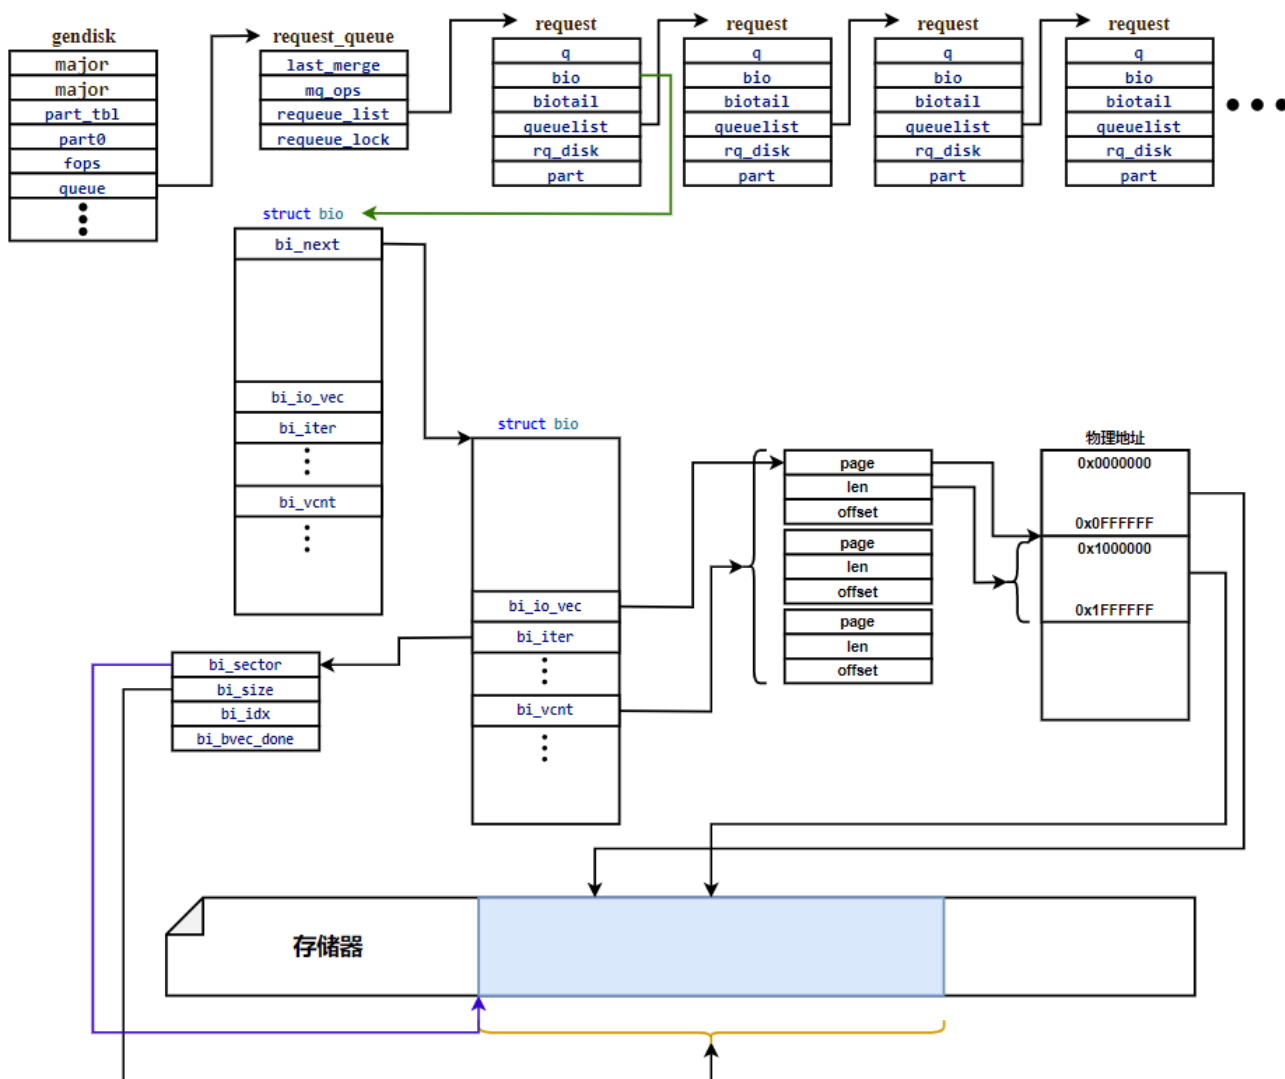 gendisk
major
major
part_tbl
part0
fops
queue
request_queue
last_merge
mq_ops
requeue_list
requeue_lock
request
q
bio
biotail
queuelist
rq_disk
part
request
q
bio
biotail
queuelist
rq_disk
part
request
q
bio
biotail
queuelist
rq_disk
part
request
q
bio
biotail
queuelist
rq_disk
part
struct bio
bi_next
bi_io_vec
bi_iter
bi_vcnt
struct bio
bi_io_vec
bi_iter
bi_vcnt
bi_sector
bi_size
bi_idx
bi_bvec_done
page
len
offset
page
len
offset
page
len
offset
物理地址
0x0000000
0x0FFFFFF
0x1000000
0x1FFFFFF
存储器